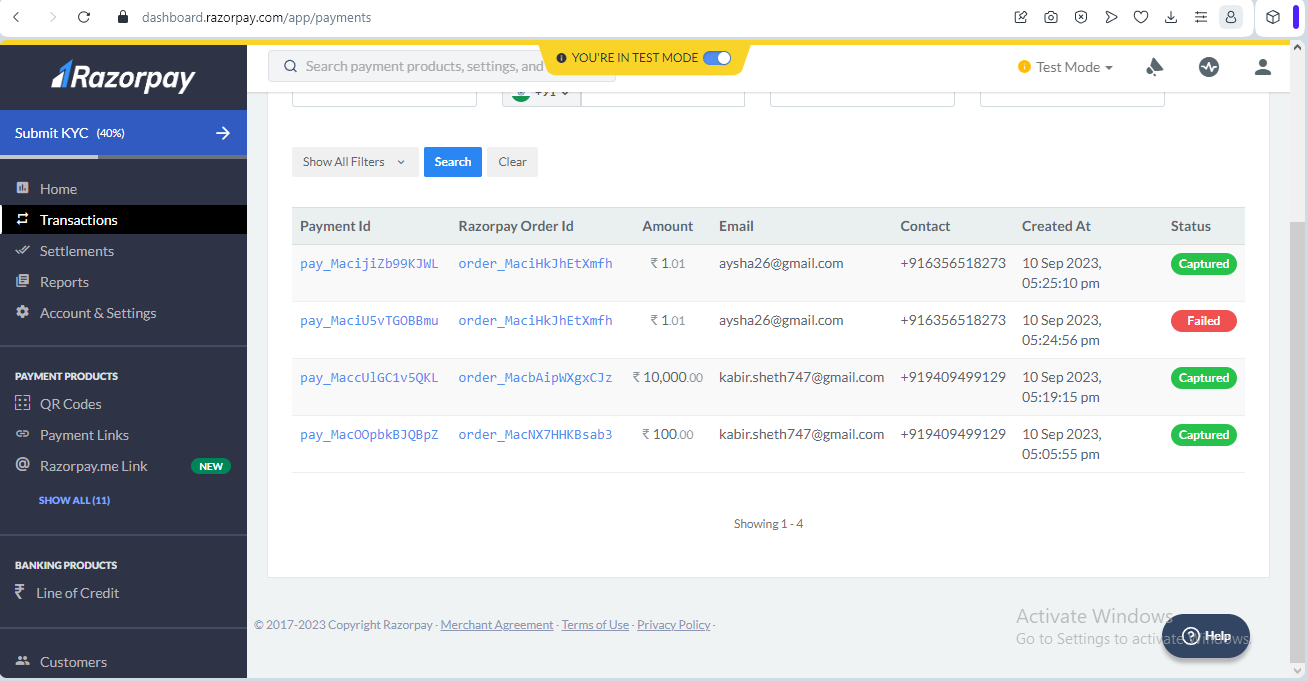 dashboard.razorpay.com/app/payments
YOU'RE IN TEST MODE
Razorpay
Search payment products, settings, and
Test Mode
+91
Submit KYC (40%)
Show All Filters
Search
Clear
Home
Transactions
Settlements
Reports
Account & Settings
PAYMENT PRODUCTS
QR Codes
Payment Links
Razorpay.me Link NEW
SHOW ALL (11)
BANKING PRODUCTS
Line of Credit
Customers
Payment Id Razorpay Order Id Amount Email Contact Created At Status
pay_MacijiZb99KJWL order_MaciHkJhEtXmfh ₹ 1.01 aysha26@gmail.com +916356518273 10 Sep 2023, Captured
05:25:10 pm
pay_MaciU5vTGOBBmu order_MaciHkJhEtXmfh ₹ 1.01 aysha26@gmail.com +916356518273 10 Sep 2023, Failed
05:24:56 pm
pay_MaccUlGC1v5QKL order_MacbAipWXgxCJz ₹ 10,000.00 kabir.sheth747@gmail.com +919409499129 10 Sep 2023, Captured
05:19:15 pm
pay_MacOOpbkBJQBpZ order_MacNX7HHKBsab3 ₹ 100.00 kabir.sheth747@gmail.com +919409499129 10 Sep 2023, Captured
05:05:55 pm
Showing 1 - 4
© 2017-2023 Copyright Razorpay · Merchant Agreement · Terms of Use · Privacy Policy ·
Activate Windows
Go to Settings to activate Windows.
Help